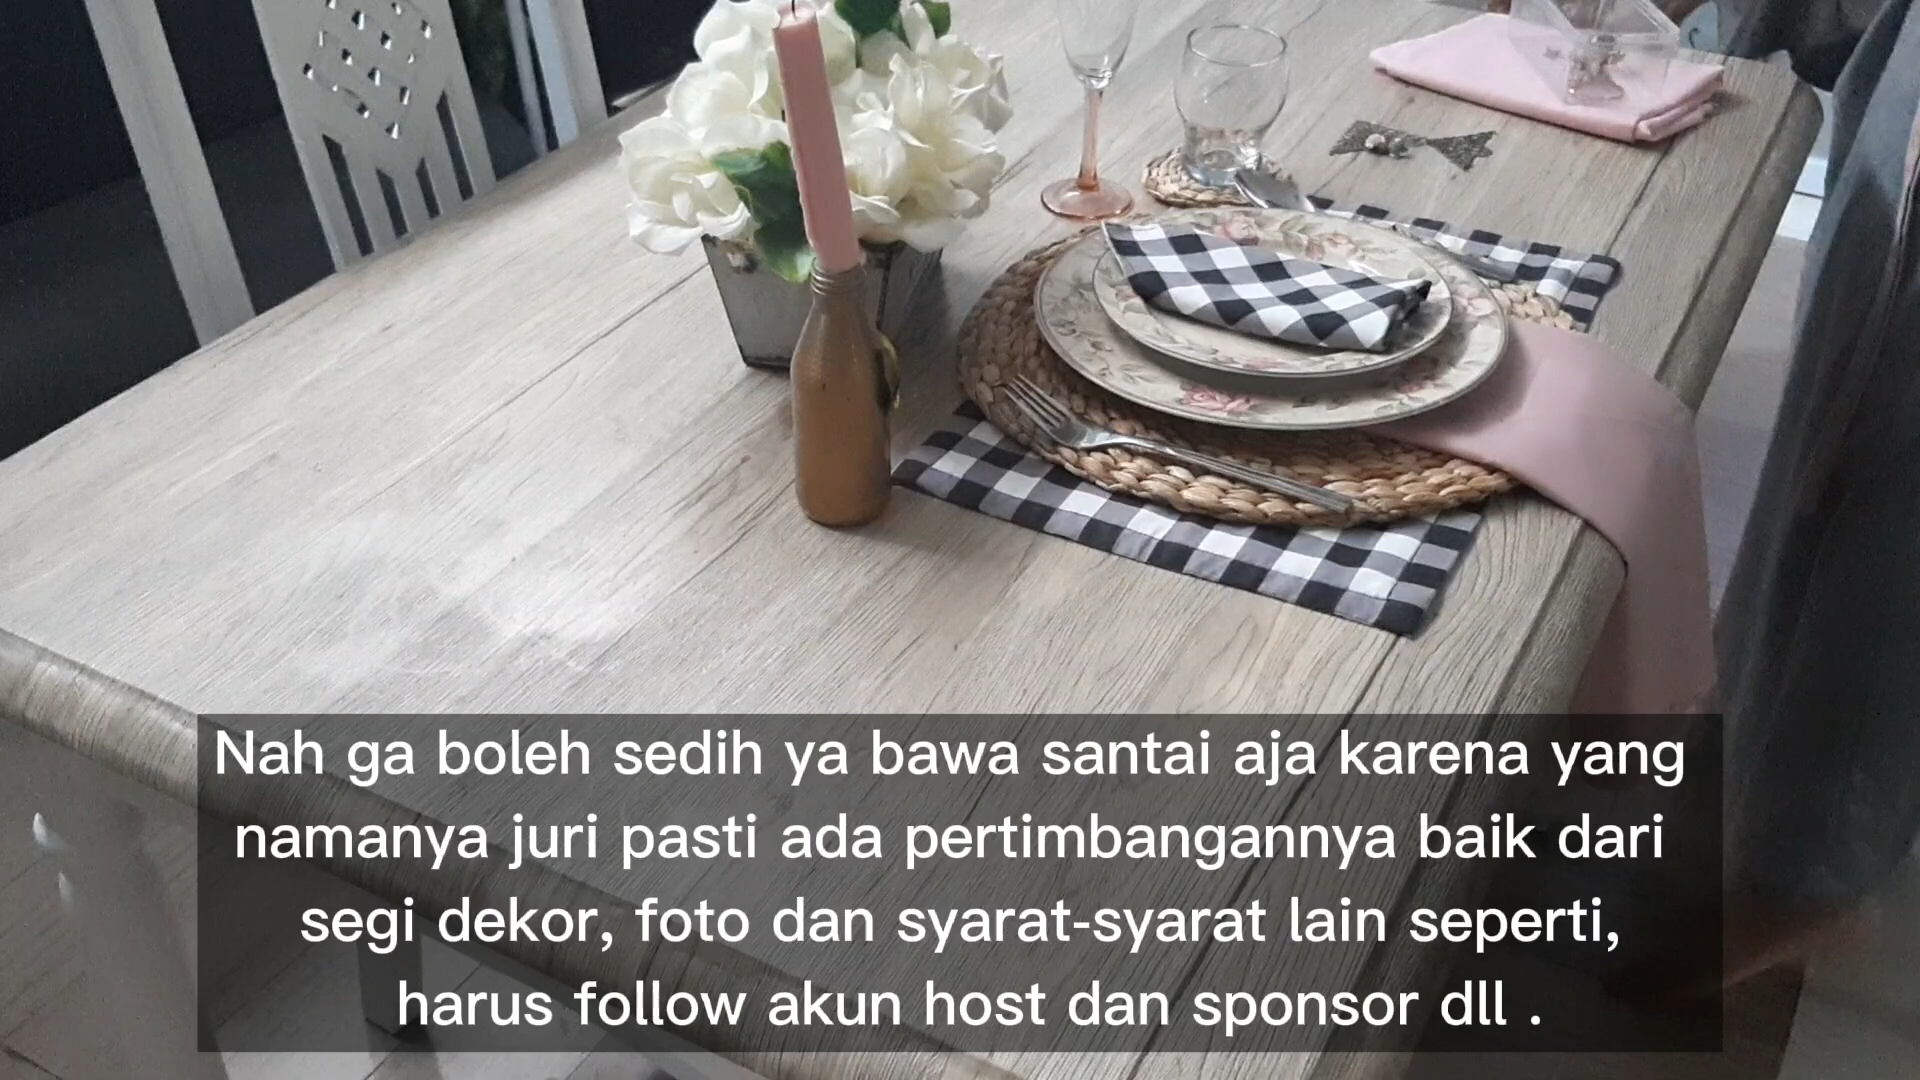 Nah ga boleh sedih ya bawa santai aja karena yang
namanya juri pasti ada pertimbangannya baik dari
segi dekor, foto dan syarat-syarat lain seperti,
harus follow akun host dan sponsor dll .